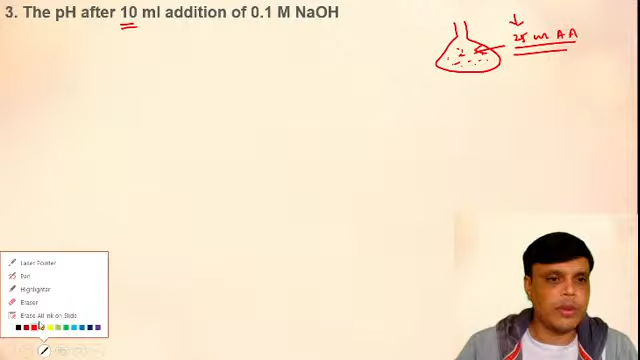 3. The pH after 10 ml addition of 0.1 M NaOH
25 ml AA
Laser Pointer
Pen
Highlighter
Eraser
Erase All Ink on Slide